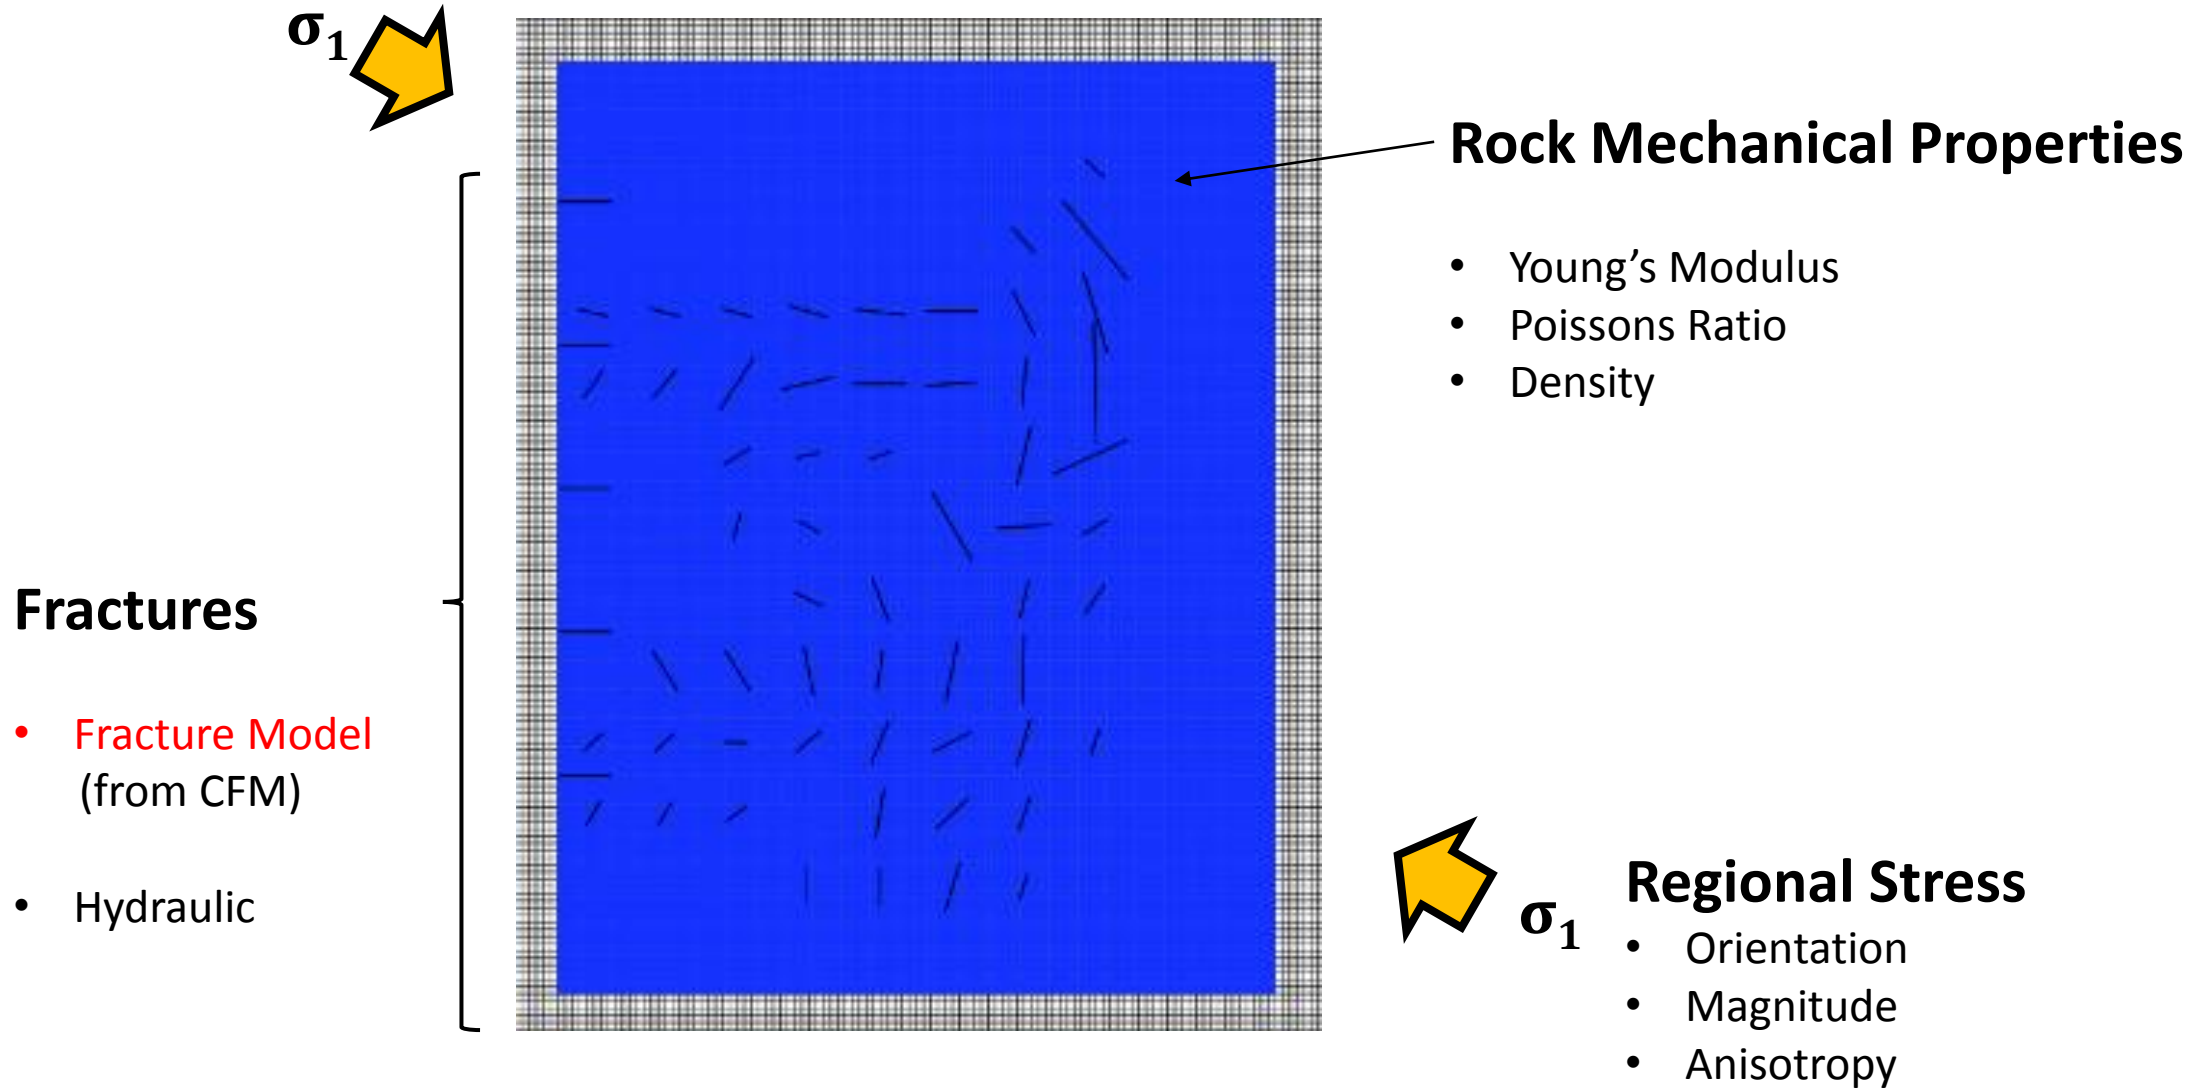 σ1
Rock Mechanical Properties
• Young’s Modulus
• Poissons Ratio
• Density
Fractures
• Fracture Model
(from CFM)
• Hydraulic
σ1
Regional Stress
• Orientation
• Magnitude
• Anisotropy